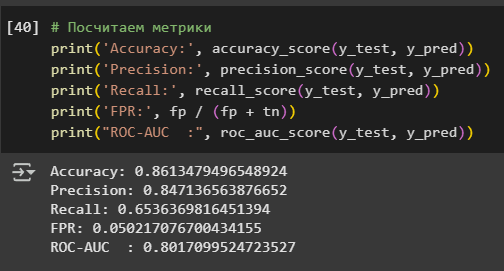 [40] # Посчитаем метрики
print('Accuracy:', accuracy_score(y_test, y_pred))
print('Precision:', precision_score(y_test, y_pred))
print('Recall:', recall_score(y_test, y_pred))
print('FPR:', fp / (fp + tn))
print("ROC-AUC  :", roc_auc_score(y_test, y_pred))
Accuracy: 0.8613479496548924
Precision: 0.847136563876652
Recall: 0.6536369816451394
FPR: 0.050217076700434155
ROC-AUC  : 0.8017099524723527